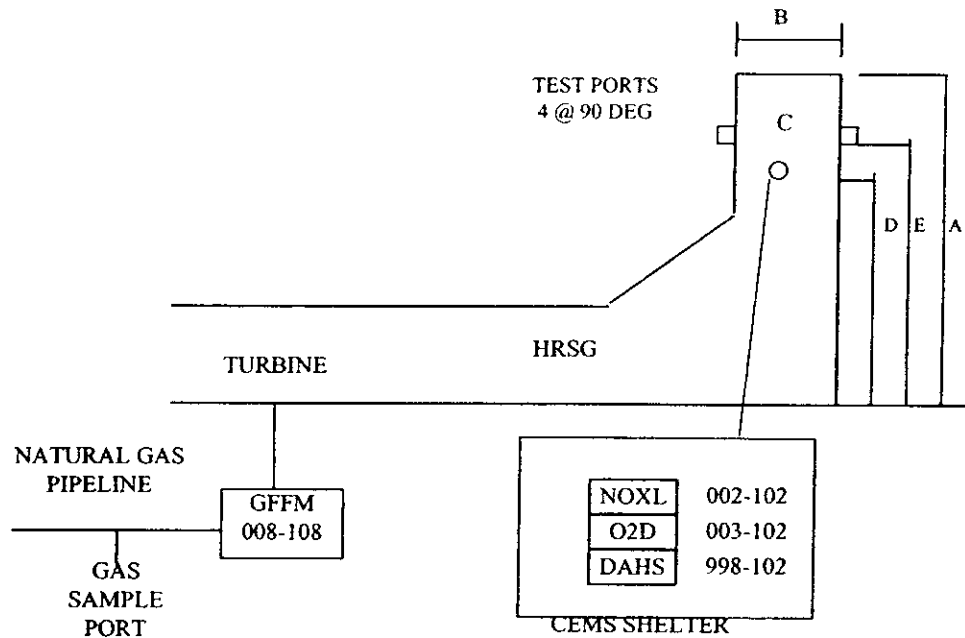 B
TEST PORTS
4 @ 90 DEG
C
D
E
A
HRSG
TURBINE
NATURAL GAS
PIPELINE
GFFM
008-108
GAS
SAMPLE
PORT
NOXL 002-102
O2D 003-102
DAHS 998-102
CEMS SHELTER